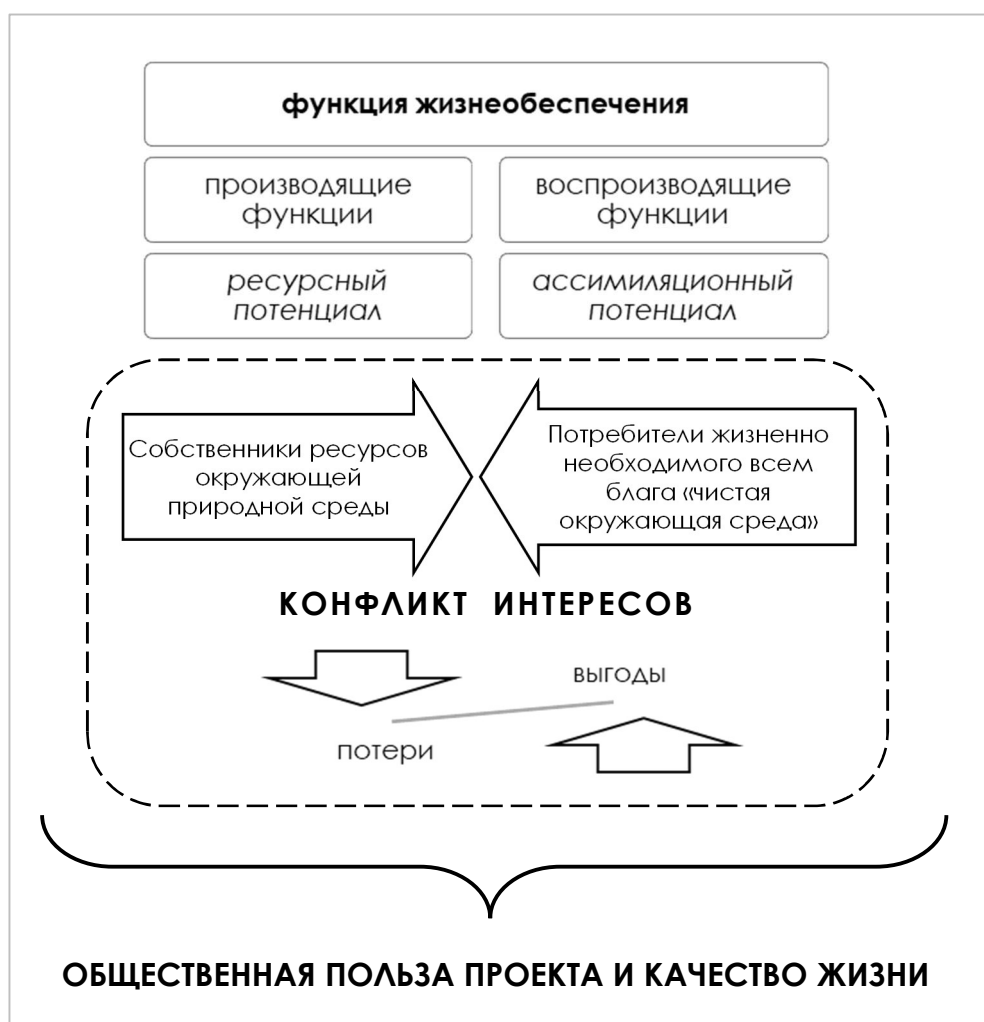 функция жизнеобеспечения
производящие
функции
воспроизводящие
функции
ресурсный
потенциал
ассимиляционный
потенциал
Собственники ресурсов
окружающей
природной среды
Потребители жизненно
необходимого всем
блага «чистая
окружающая среда»
КОНФЛИКТ ИНТЕРЕСОВ
выгоды
потери
ОБЩЕСТВЕННАЯ ПОЛЬЗА ПРОЕКТА И КАЧЕСТВО ЖИЗНИ